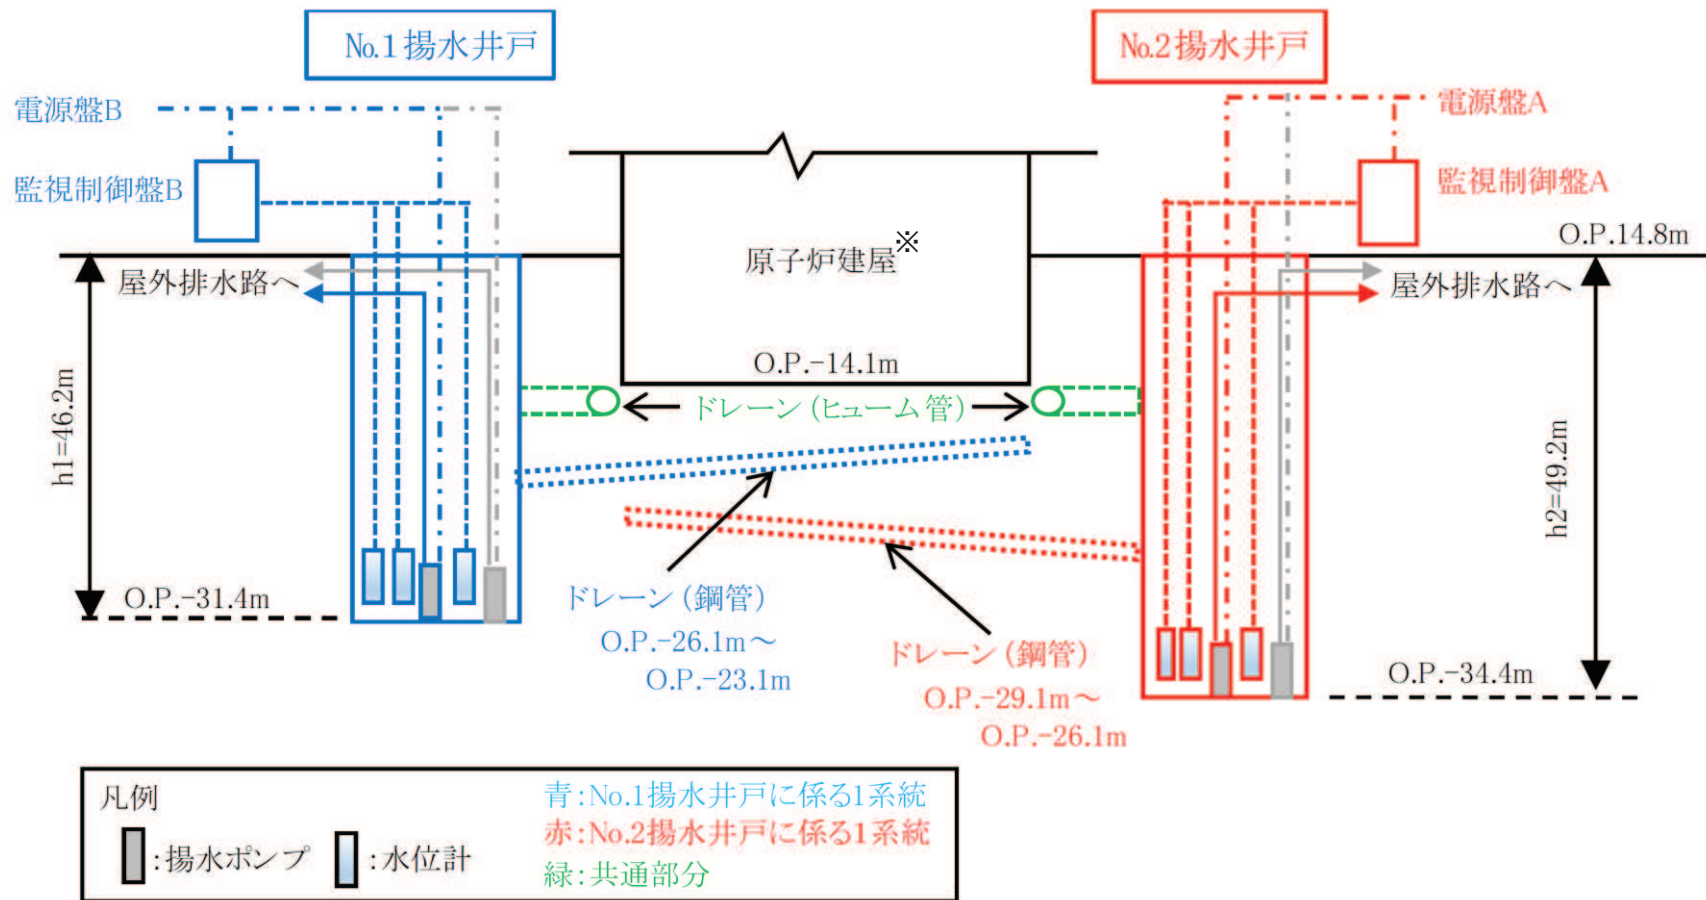 No.1揚水井戸
No.2揚水井戸
電源盤B
電源盤A
監視制御盤B
監視制御盤A
原子炉建屋※
O.P.14.8m
屋外排水路へ
屋外排水路へ
O.P.-14.1m
ドレーン(ヒューム管)
h1=46.2m
h2=49.2m
O.P.-31.4m
ドレーン(鋼管)
O.P.-26.1m～
O.P.-23.1m
ドレーン(鋼管)
O.P.-29.1m～
O.P.-26.1m
O.P.-34.4m
凡例
:揚水ポンプ
:水位計
青:No.1揚水井戸に係る1系統
赤:No.2揚水井戸に係る1系統
緑:共通部分